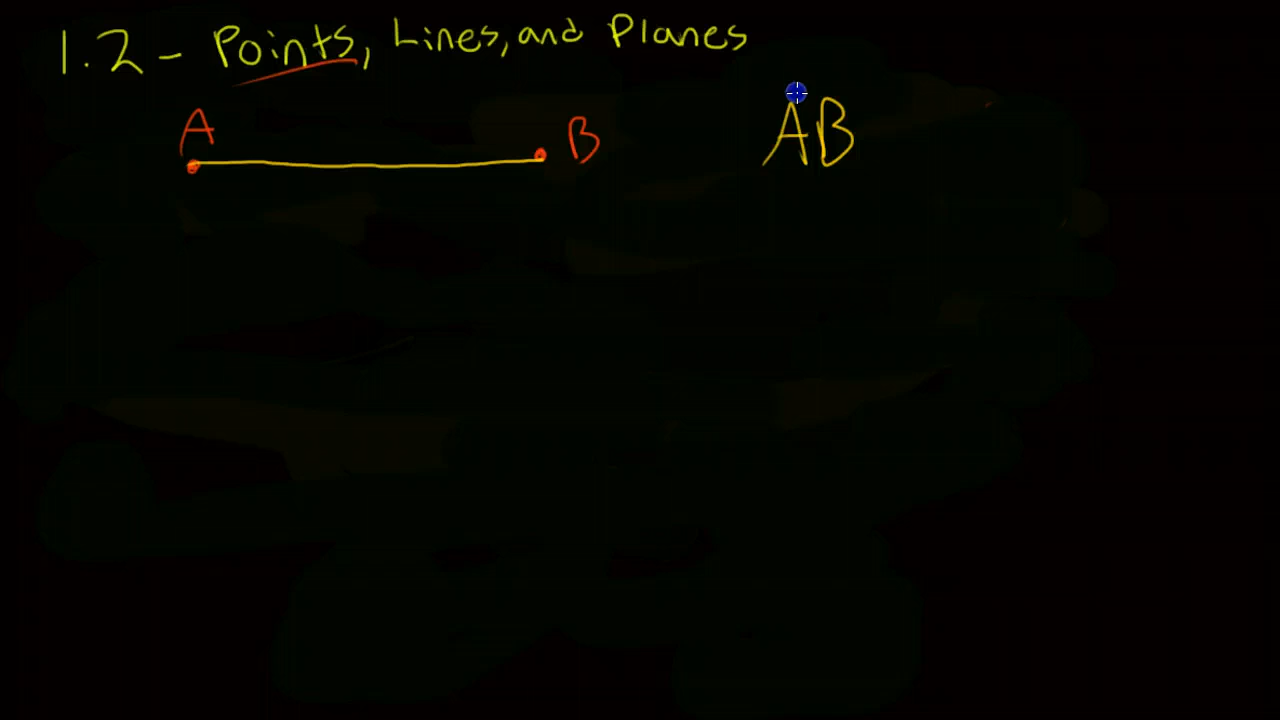 1.2 - Points, Lines, and Planes
A B AB